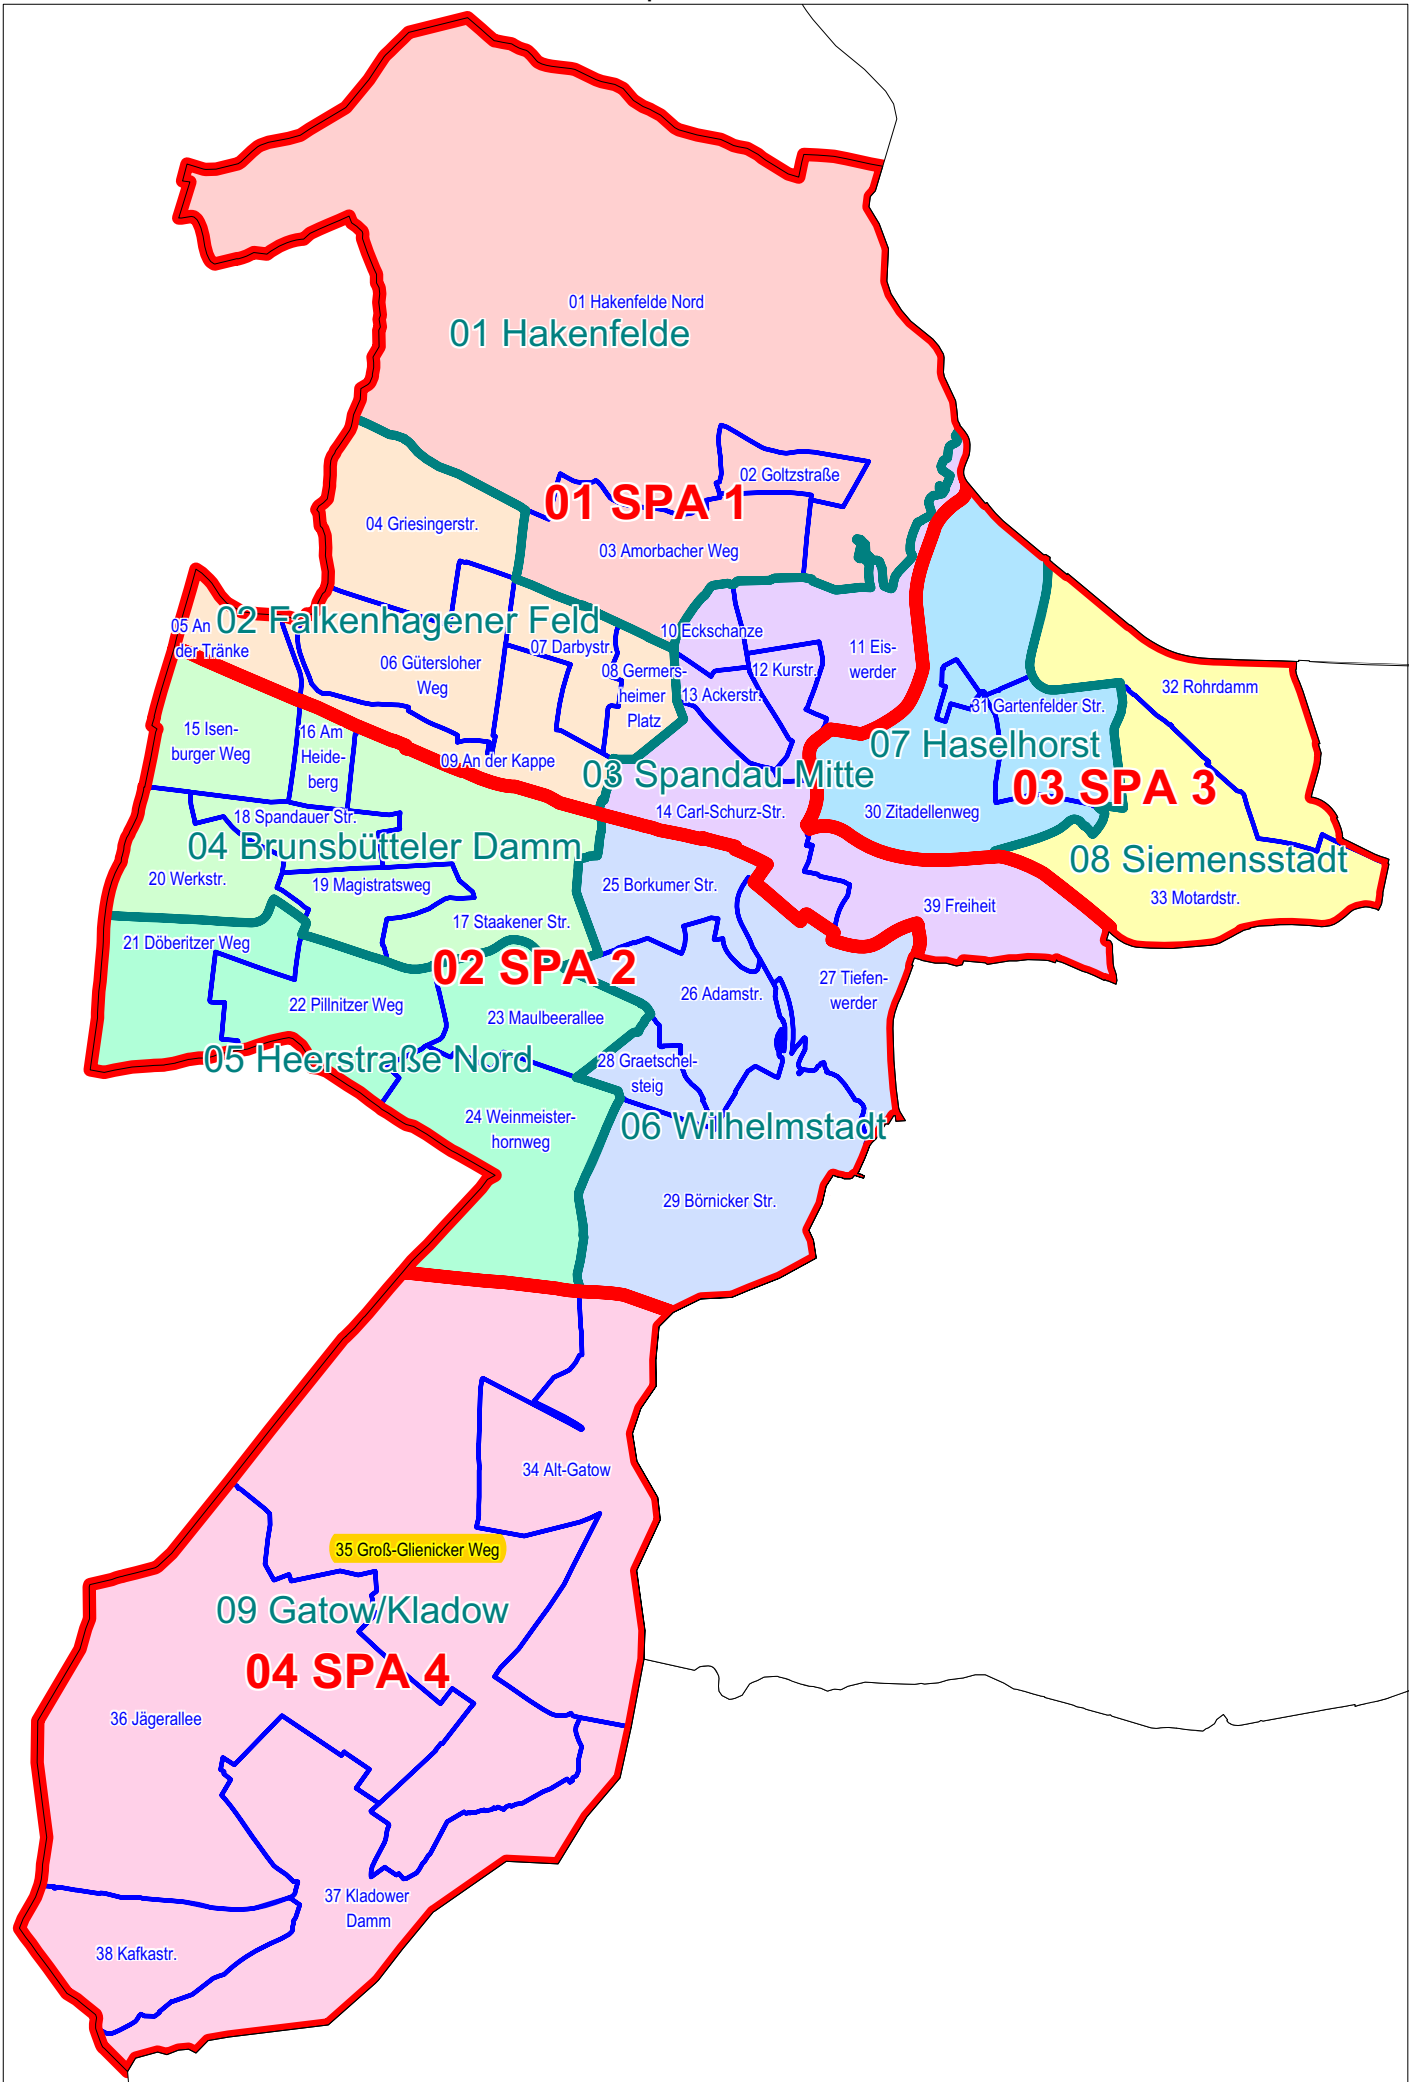 01 Hakenfelde Nord
01 Hakenfelde
02 Goltzstraße
01 SPA 1
04 Griesingerstr.
03 Amorbacher Weg
05 An
der Tränke
02 Falkenhagener Feld
10 Eckschanze
07 Darbystr.
11 Eis-
werder
06 Gütersloher
Weg
08 Germers-
heimer
Platz
12 Kurstr.
13 Ackerstr.
32 Rohrdamm
31 Gartenfelder Str.
15 Isen-
burger Weg
16 Am
Heide-
berg
07 Haselhorst
09 An der Kappe
03 Spandau Mitte
03 SPA 3
14 Carl-Schurz-Str.
30 Zitadellenweg
18 Spandauer Str.
04 Brunsbütteler Damm
08 Siemensstadt
20 Werkstr.
19 Magistratsweg
25 Borkumer Str.
33 Motardstr.
39 Freiheit
17 Staakener Str.
21 Döberitzer Weg
02 SPA 2
27 Tiefen-
werder
26 Adamstr.
22 Pillnitzer Weg
23 Maulbeerallee
05 Heerstraße Nord
28 Graetschel-
steig
24 Weinmeister-
hornweg
06 Wilhelmstadt
29 Börnicker Str.
34 Alt-Gatow
35 Groß-Glienicker Weg
09 Gatow/Kladow
04 SPA 4
36 Jägerallee
37 Kladower
Damm
38 Kafkastr.